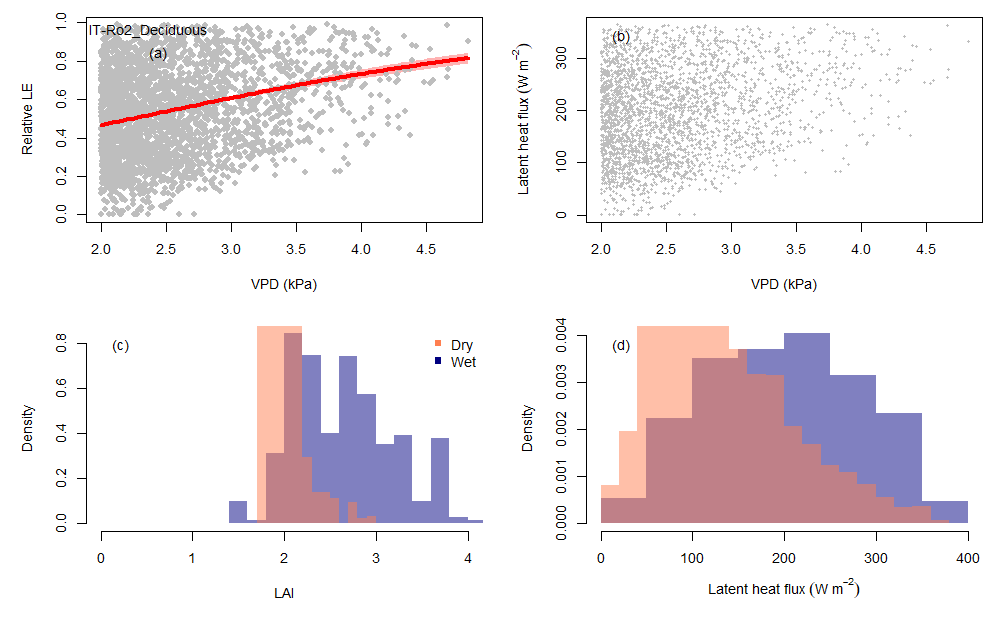 IT-Ro2_Deciduous
(a)
Relative LE
0.0 0.2 0.4 0.6 0.8 1.0
2.0 2.5 3.0 3.5 4.0 4.5
VPD (kPa)
(b)
Latent heat flux (W m−2)
0 100 200 300
2.0 2.5 3.0 3.5 4.0 4.5
VPD (kPa)
(c)
Dry
Wet
Density
0.0 0.2 0.4 0.6 0.8
0 1 2 3 4
LAI
(d)
Density
0.000 0.001 0.002 0.003 0.004
0 100 200 300 400
Latent heat flux (W m−2)